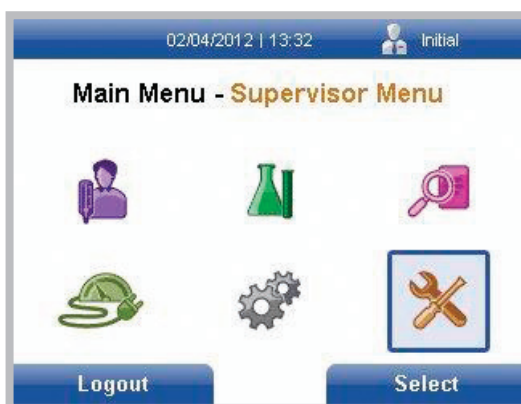 02/04/2012 | 13:32 Initial
Main Menu - Supervisor Menu
Logout Select